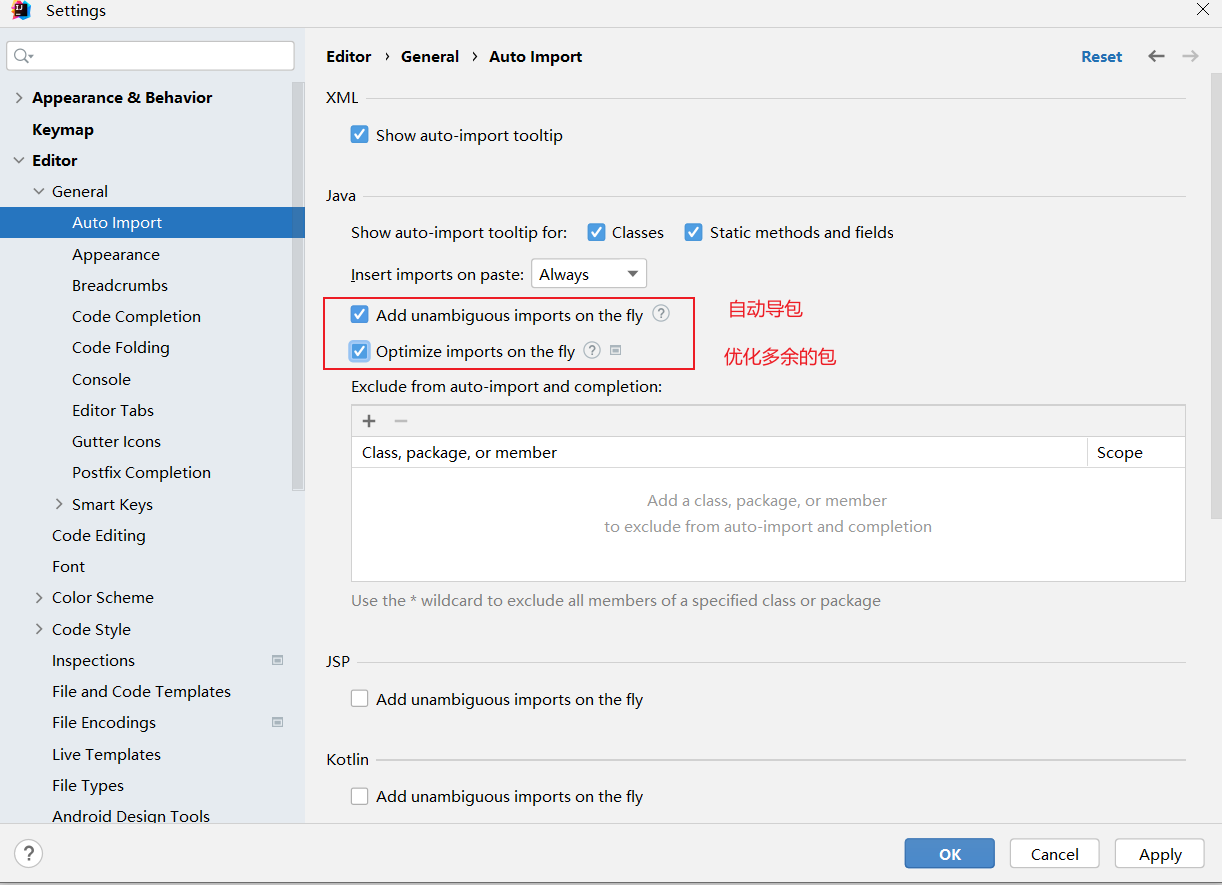 Settings
Editor › General › Auto Import
Reset
Appearance & Behavior
Keymap
Editor
General
Auto Import
Appearance
Breadcrumbs
Code Completion
Code Folding
Console
Editor Tabs
Gutter Icons
Postfix Completion
Smart Keys
Code Editing
Font
Color Scheme
Code Style
Inspections
File and Code Templates
File Encodings
Live Templates
File Types
Android Design Tools
XML
Show auto-import tooltip
Java
Show auto-import tooltip for: Classes Static methods and fields
Insert imports on paste: Always
Add unambiguous imports on the fly ? 自动导包
Optimize imports on the fly ? 优化多余的包
Exclude from auto-import and completion:
Class, package, or member Scope
Add a class, package, or member
to exclude from auto-import and completion
Use the * wildcard to exclude all members of a specified class or package
JSP
Add unambiguous imports on the fly
Kotlin
Add unambiguous imports on the fly
? OK Cancel Apply